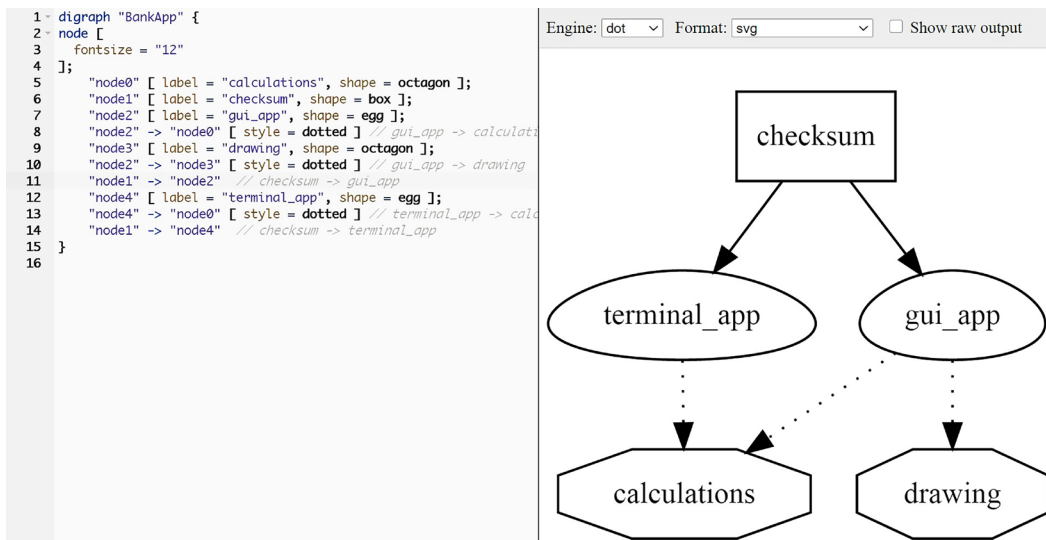 1 digraph "BankApp" {
2 node [
3 fontsize = "12"
4 ];
5 "node0" [ label = "calculations", shape = octagon ];
6 "node1" [ label = "checksum", shape = box ];
7 "node2" [ label = "gui_app", shape = egg ];
8 "node2" -> "node0" [ style = dotted ] // gui_app -> calculati
9 "node3" [ label = "drawing", shape = octagon ];
10 "node2" -> "node3" [ style = dotted ] // gui_app -> drawing
11 "node1" -> "node2" // checksum -> gui_app
12 "node4" [ label = "terminal_app", shape = egg ];
13 "node4" -> "node0" [ style = dotted ] // terminal_app -> calc
14 "node1" -> "node4" // checksum -> terminal_app
15 }
16
Engine: dot Format: svg Show raw output
checksum
terminal_app gui_app
calculations drawing